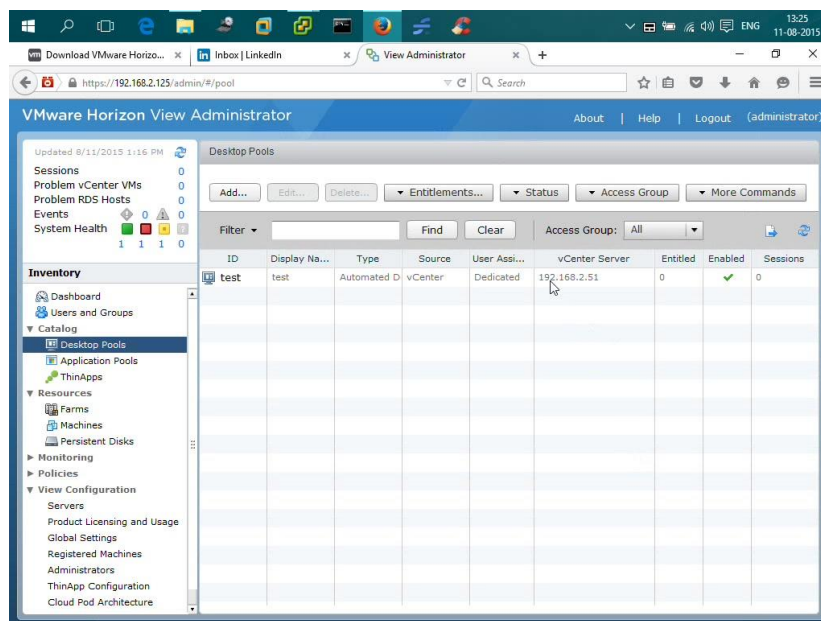 13:25
ENG
11-08-2015
vm Download VMware Horizo...
in Inbox | LinkedIn
View Administrator
https://192.168.2.125/admin/#/pool
Search
VMware Horizon View Administrator
About | Help | Logout (administrator)
Updated 8/11/2015 1:16 PM
Desktop Pools
Sessions 0
Problem vCenter VMs 0
Problem RDS Hosts 0
Events 0 0
System Health
1 1 1 0
Add... Edit... Delete... Entitlements... Status Access Group More Commands
Filter Find Clear Access Group: All
ID Display Na... Type Source User Assi... vCenter Server Entitled Enabled Sessions
test test Automated D vCenter Dedicated 192.168.2.51 0 0
Inventory
Dashboard
Users and Groups
Catalog
Desktop Pools
Application Pools
ThinApps
Resources
Farms
Machines
Persistent Disks
Monitoring
Policies
View Configuration
Servers
Product Licensing and Usage
Global Settings
Registered Machines
Administrators
ThinApp Configuration
Cloud Pod Architecture